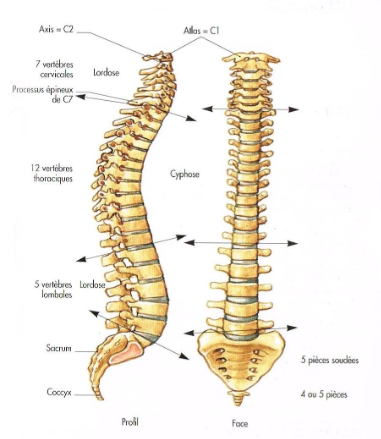 Axis = C2
Atlas = C1
7 vertèbres
cervicales
Lordose
Processus épineux
de C7
12 vertèbres
thoraciques
Cyphose
5 vertèbres
lombales
Lordose
Sacrum
5 pièces soudées
Coccyx
4 ou 5 pièces
Profil
Face